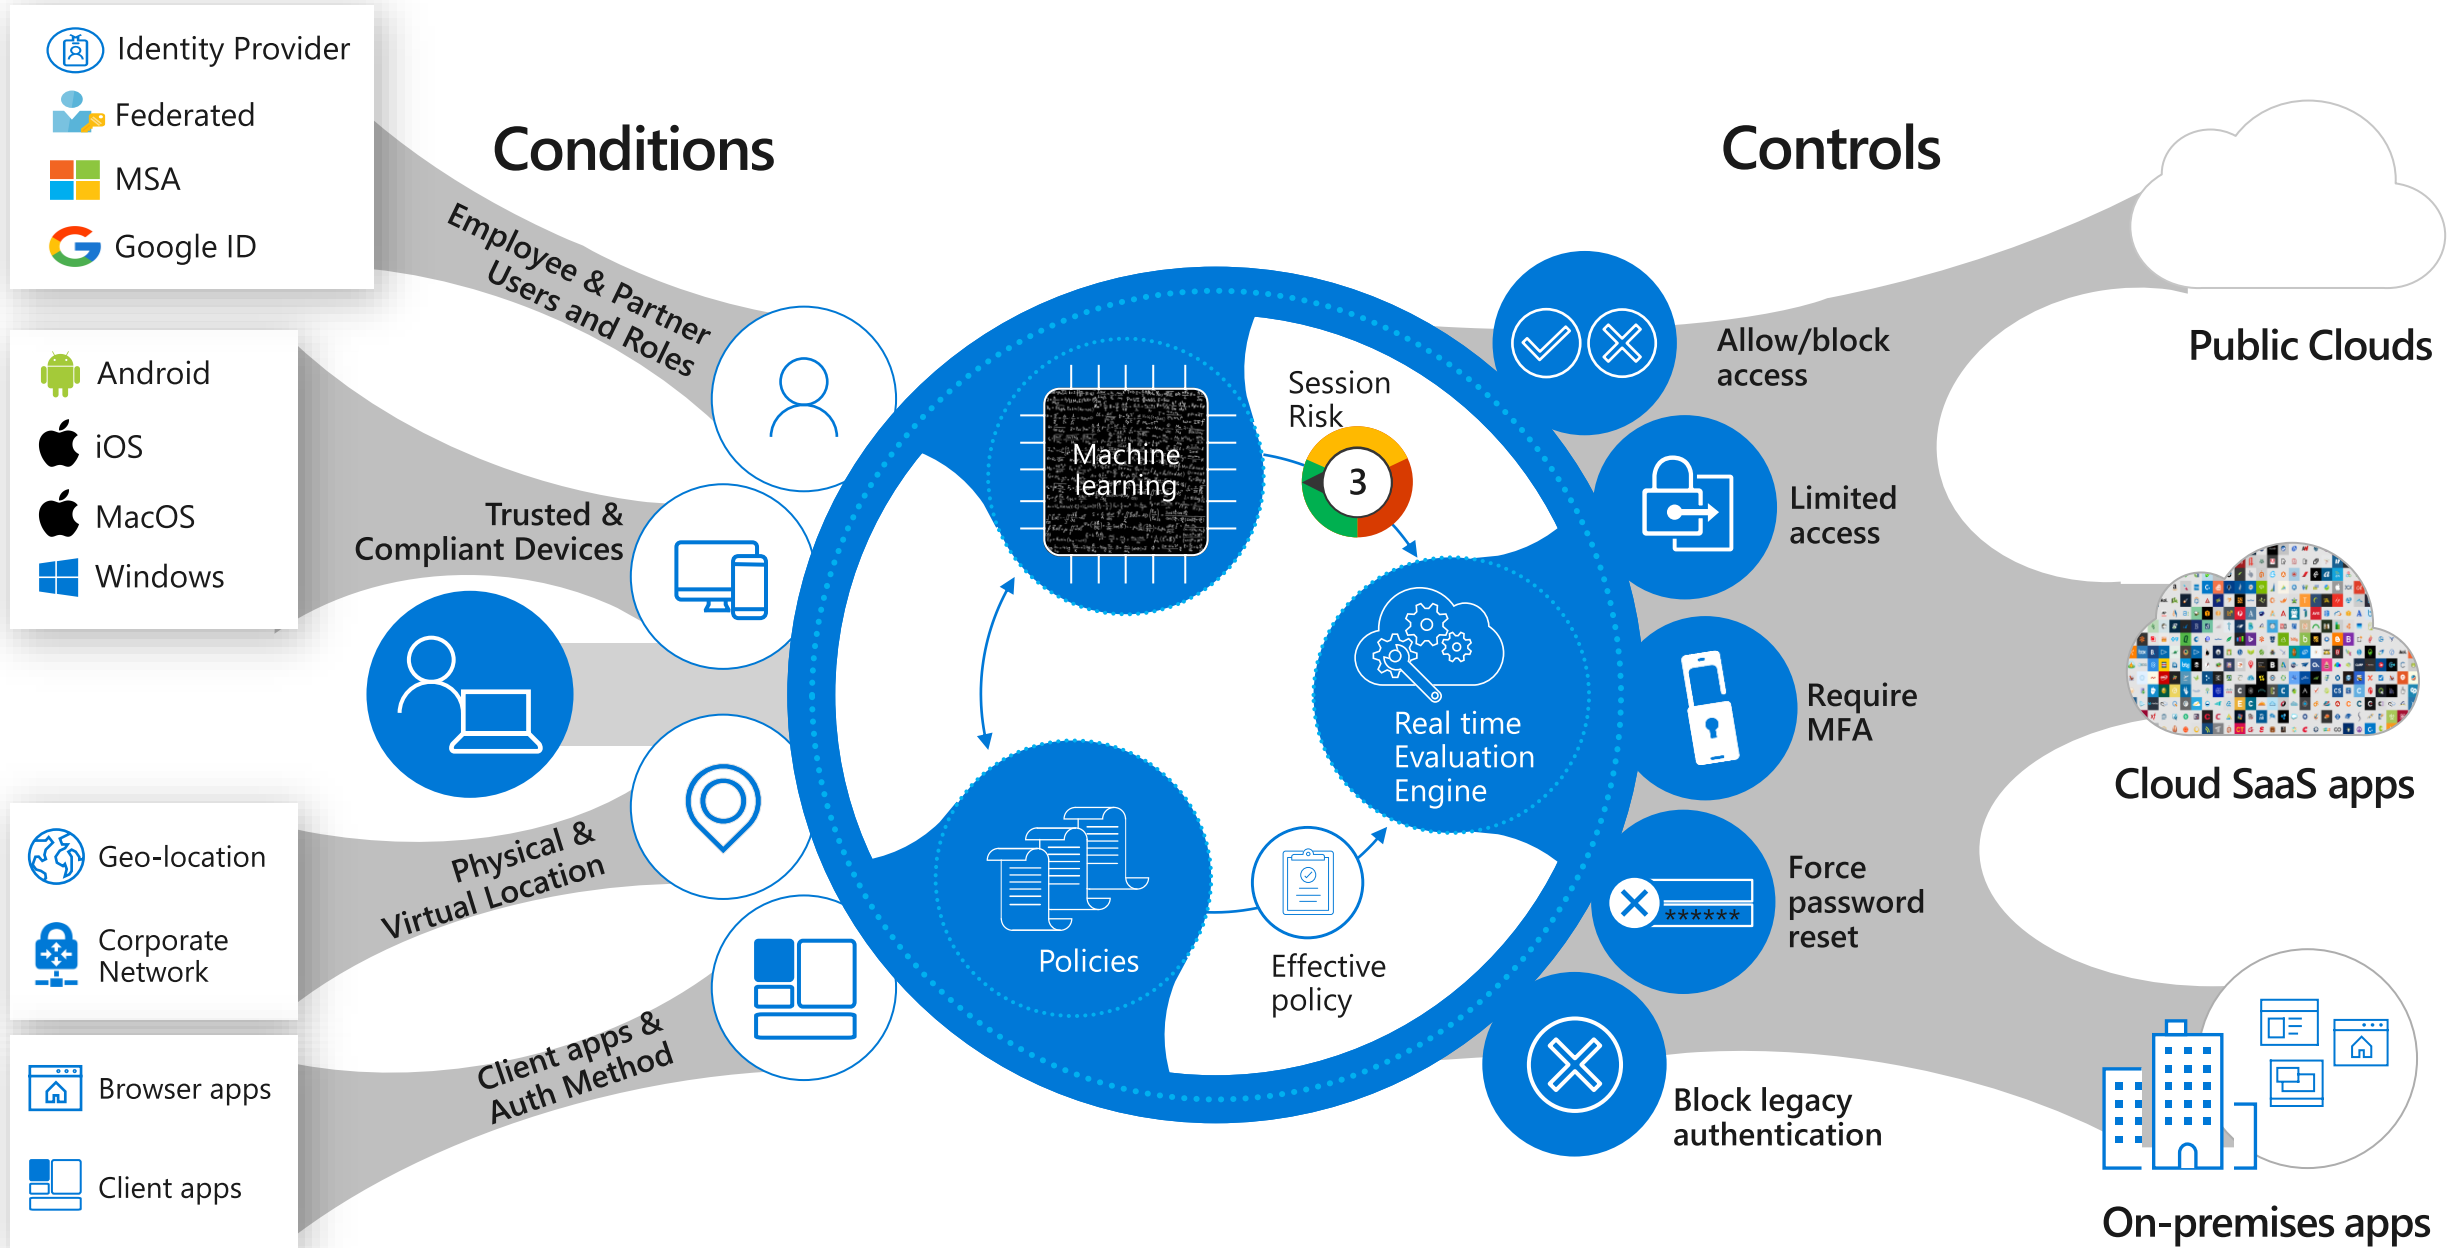 Identity Provider
Federated
MSA
Google ID
Android
iOS
MacOS
Windows
Geo-location
Corporate
Network
Browser apps
Client apps
Conditions
Employee & Partner
Users and Roles
Trusted &
Compliant Devices
Physical &
Virtual Location
Client apps &
Auth Method
Machine
learning
Session
Risk
3
Real time
Evaluation
Engine
Policies
Effective
policy
Controls
Allow/block
access
Limited
access
Require
MFA
******
Force
password
reset
Block legacy
authentication
Public Clouds
Cloud SaaS apps
On-premises apps